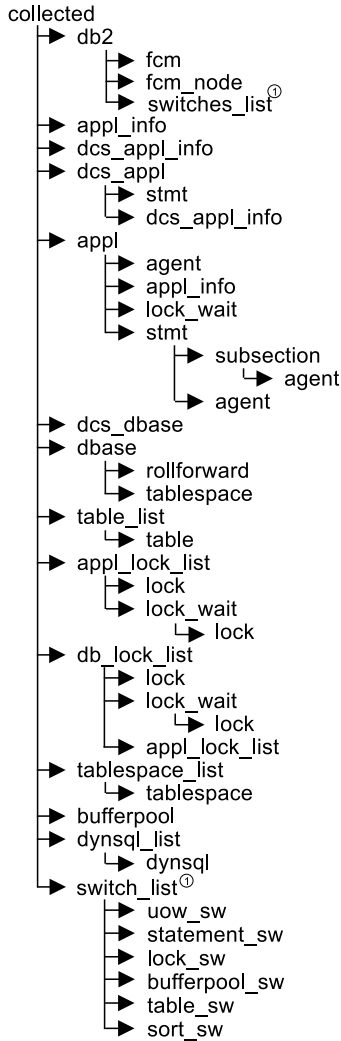 collected
db2
fcm
fcm_node
switches_list①
appl_info
dcs_appl_info
dcs_appl
stmt
dcs_appl_info
appl
agent
appl_info
lock_wait
stmt
subsection
agent
agent
dcs_dbase
dbase
rollforward
tablespace
table_list
table
appl_lock_list
lock
lock_wait
lock
db_lock_list
lock
lock_wait
lock
appl_lock_list
tablespace_list
tablespace
bufferpool
dynsql_list
dynsql
switch_list①
uow_sw
statement_sw
lock_sw
bufferpool_sw
table_sw
sort_sw